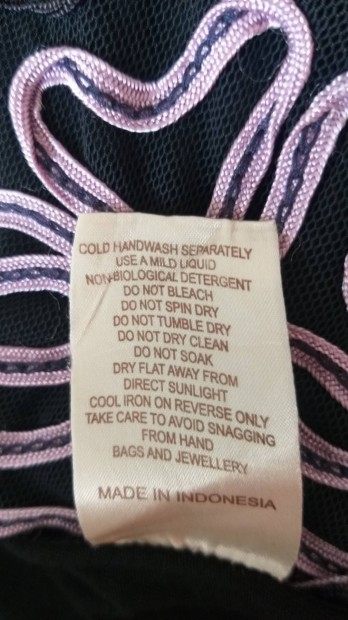 COLD HANDWASH SEPARATELY
USE A MILD LIQUID
NON-BIOLOGICAL DETERGENT
DO NOT BLEACH
DO NOT SPIN DRY
DO NOT TUMBLE DRY
DO NOT DRY CLEAN
DO NOT SOAK
DRY FLAT AWAY FROM
DIRECT SUNLIGHT
COOL IRON ON REVERSE ONLY
TAKE CARE TO AVOID SNAGGING
FROM HAND
BAGS AND JEWELLERY
MADE IN INDONESIA